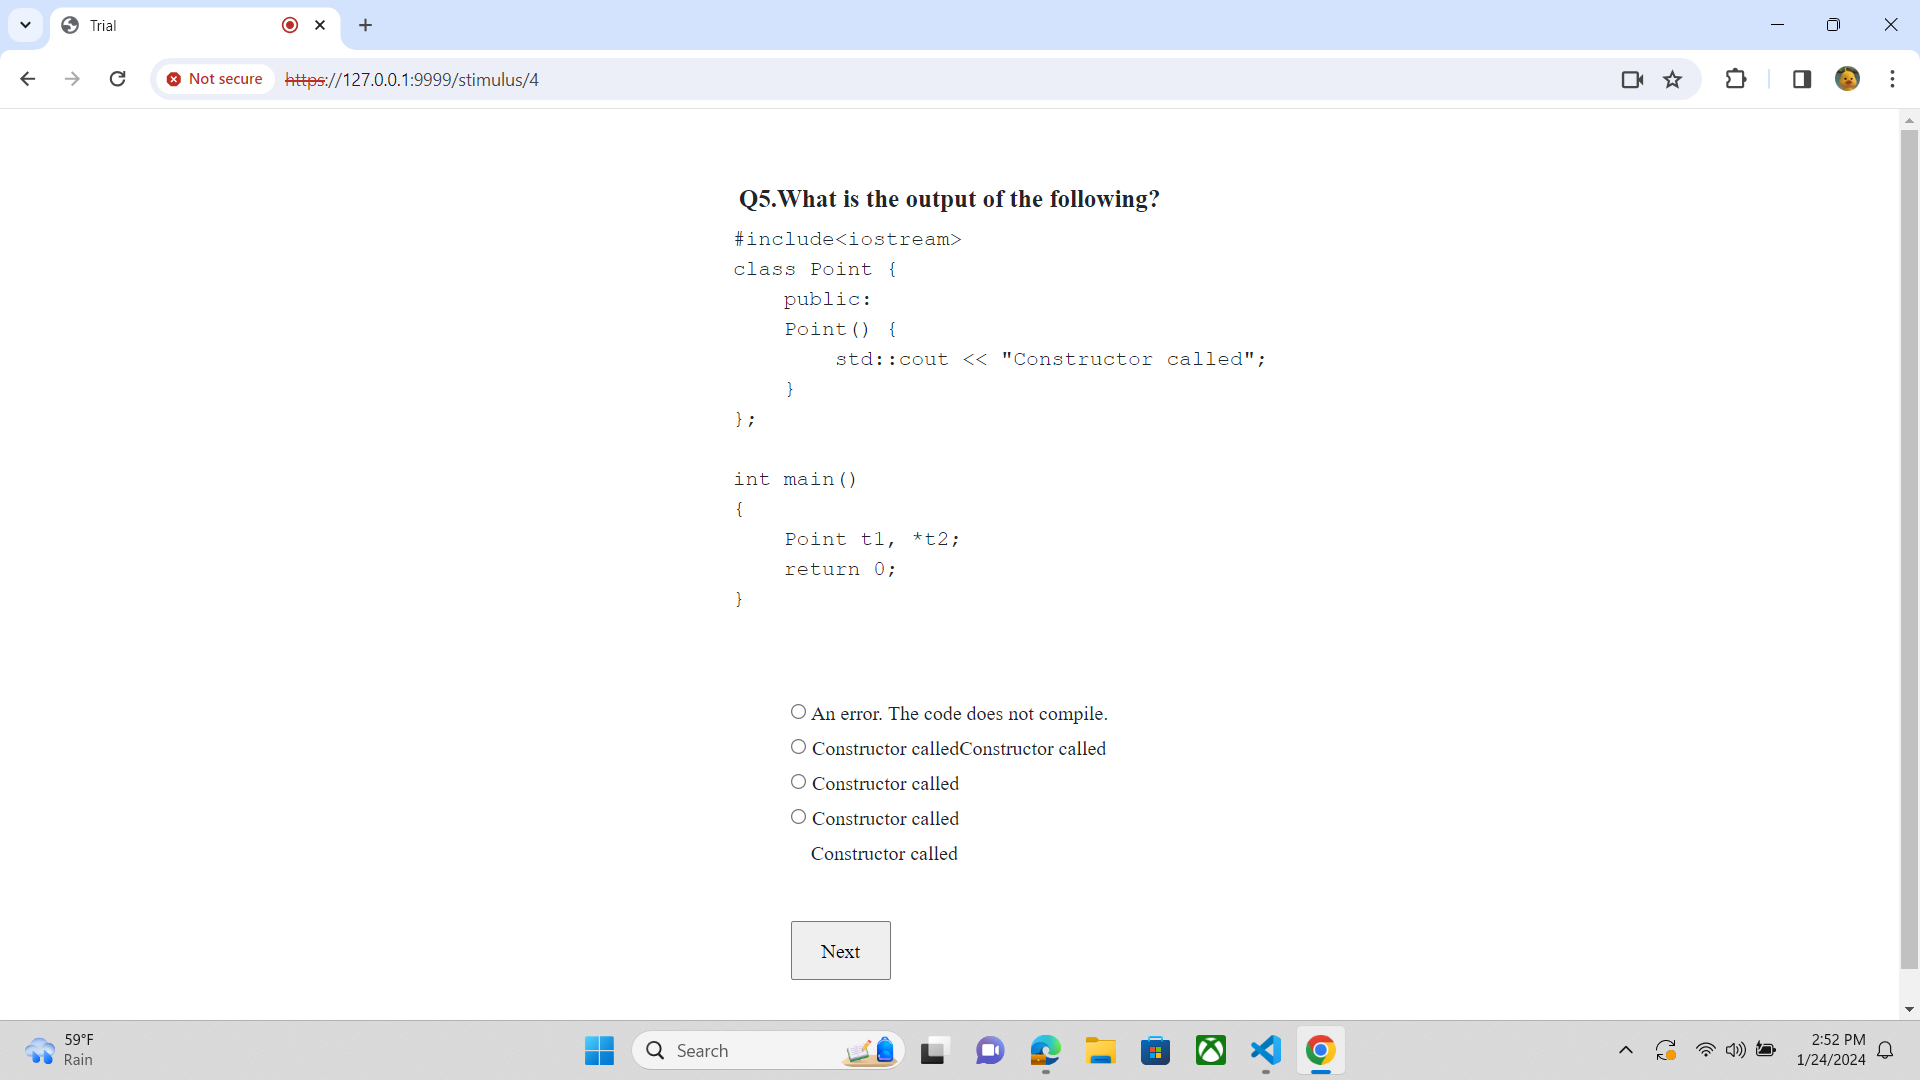 Trial
Not secure
https://127.0.0.1:9999/stimulus/4
Q5.What is the output of the following?
#include<iostream>
class Point {
    public:
    Point() {
        std::cout << "Constructor called";
    }
};
int main()
{
    Point t1, *t2;
    return 0;
}
An error. The code does not compile.
Constructor calledConstructor called
Constructor called
Constructor called
Constructor called
Next
59°F
Rain
Search
2:52 PM
1/24/2024